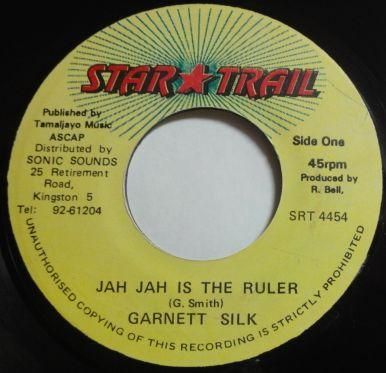 STAR TRAIL
Published by
Tamaljayo Music
ASCAP
Distributed by
SONIC SOUNDS
25 Retirement
Road,
Kingston 5
Tel: 92-61204
Side One
45rpm
Produced by
R. Bell,
SRT 4454
JAH JAH IS THE RULER
(G. Smith)
GARNETT SILK
UNAUTHORISED COPYING OF THIS RECORDING IS STRICTLY PROHIBITED